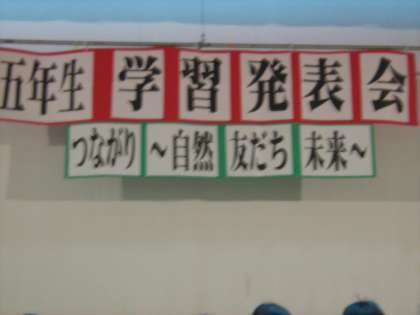 五年生 学習発表会
つながり ～自然 友だち 未来～